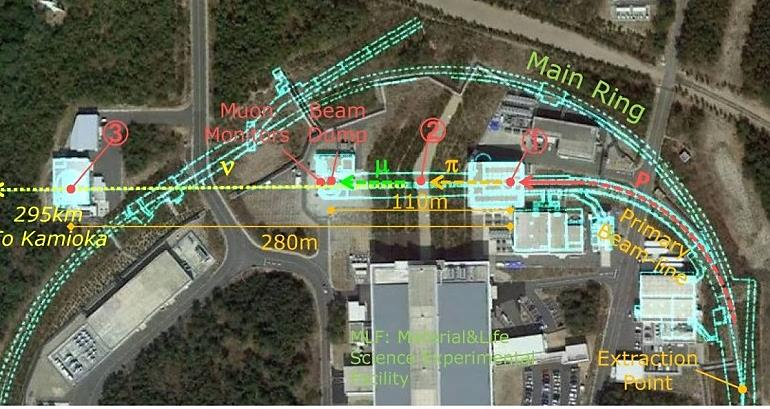 Main Ring
Muon
Monitors
Beam
Dump
③
②
①
ν
μ
π
p
110m
295km
To Kamioka
280m
Primary
Beam-line
MLF: Material&Life
Science Experimental
Facility
Extraction
Point